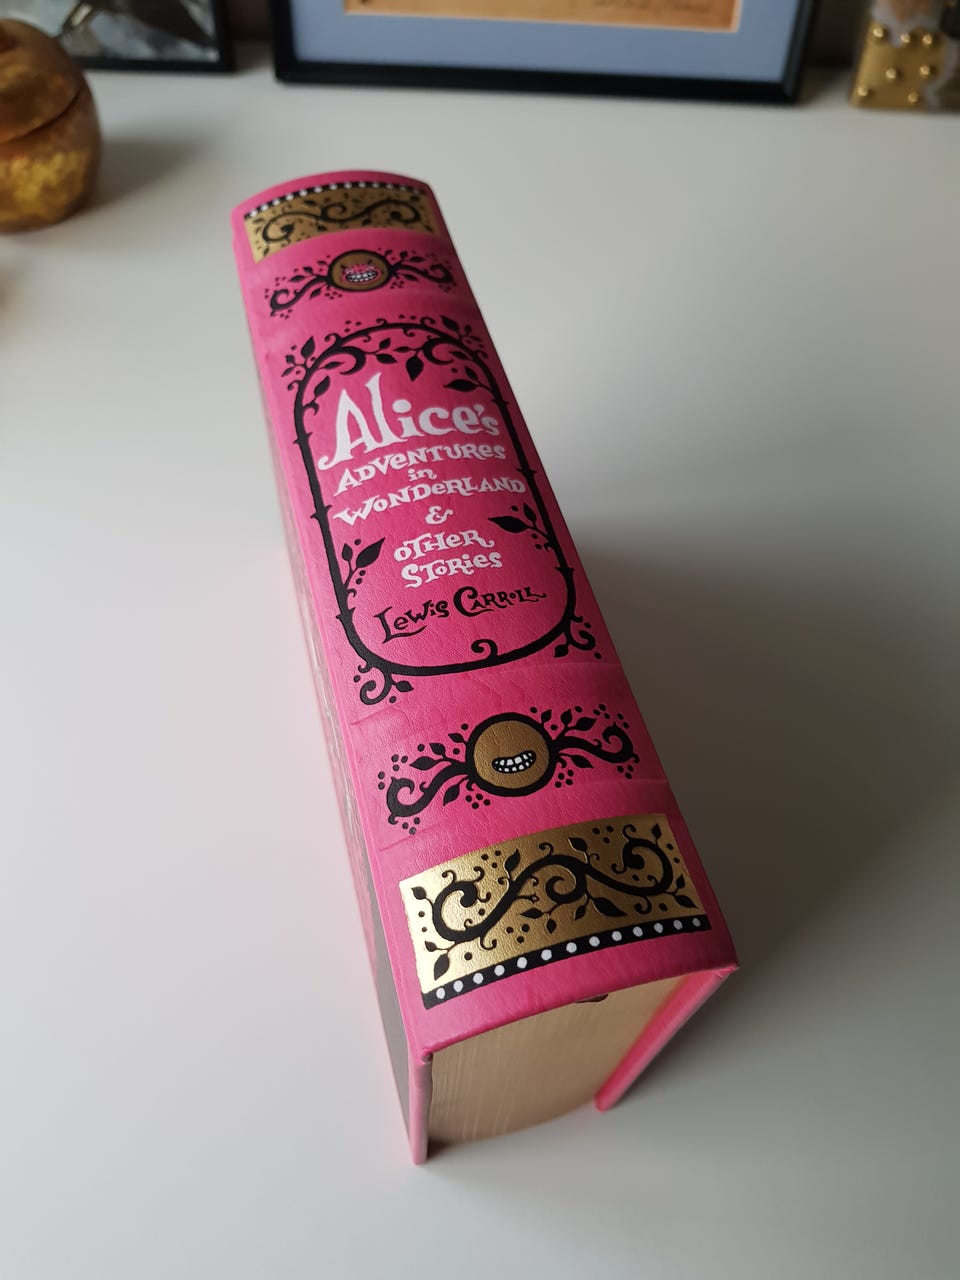 Alice's
ADVENTURES
in
WONDERLAND
&
OTHER
STORIES
Lewis Carroll